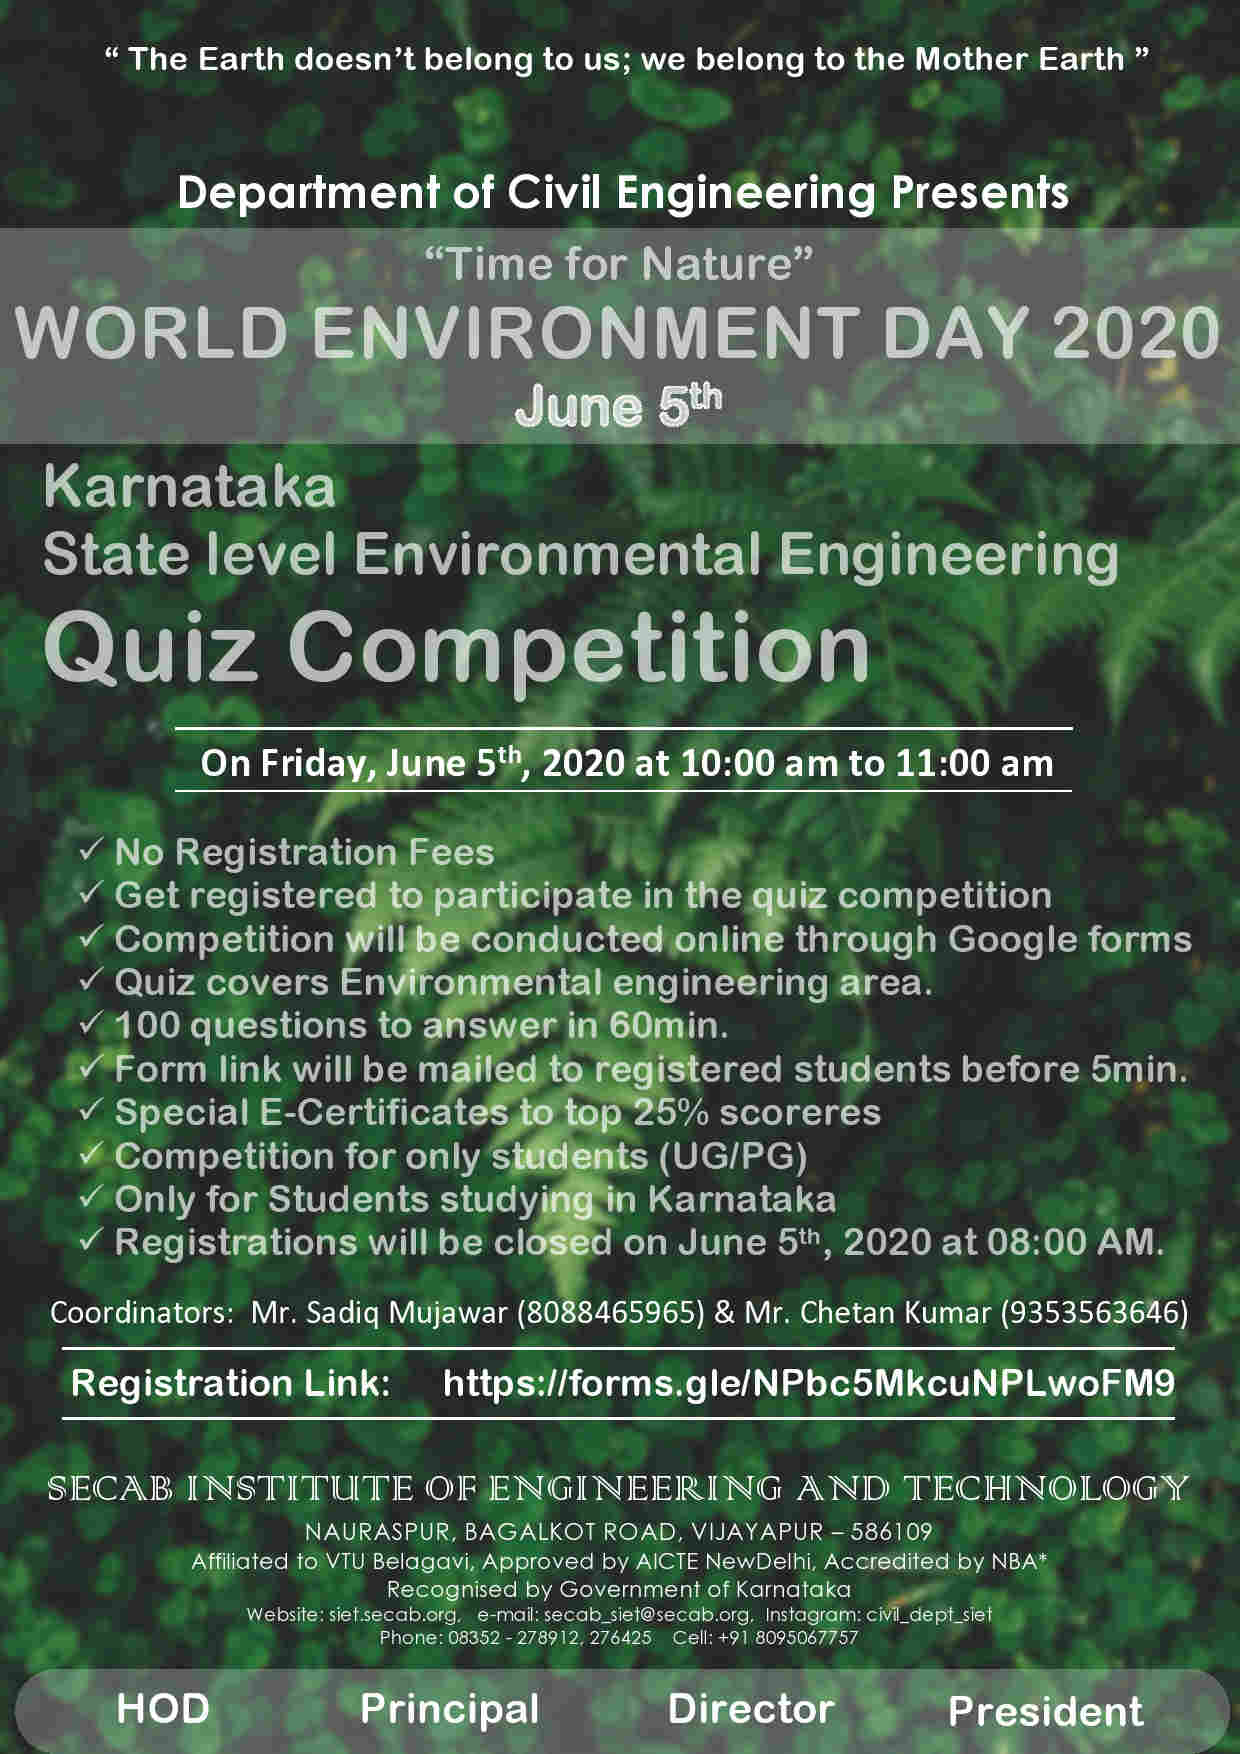 “ The Earth doesn’t belong to us; we belong to the Mother Earth ”
Department of Civil Engineering Presents
“Time for Nature”
WORLD ENVIRONMENT DAY 2020
June 5th
Karnataka
State level Environmental Engineering
Quiz Competition
On Friday, June 5th, 2020 at 10:00 am to 11:00 am
✓ No Registration Fees
✓ Get registered to participate in the quiz competition
✓ Competition will be conducted online through Google forms
✓ Quiz covers Environmental engineering area.
✓ 100 questions to answer in 60min.
✓ Form link will be mailed to registered students before 5min.
✓ Special E-Certificates to top 25% scoreres
✓ Competition for only students (UG/PG)
✓ Only for Students studying in Karnataka
✓ Registrations will be closed on June 5th, 2020 at 08:00 AM.
Coordinators: Mr. Sadiq Mujawar (8088465965) & Mr. Chetan Kumar (9353563646)
Registration Link: https://forms.gle/NPbc5MkcuNPLwoFM9
SECAB INSTITUTE OF ENGINEERING AND TECHNOLOGY
NAURASPUR, BAGALKOT ROAD, VIJAYAPUR – 586109
Affiliated to VTU Belagavi, Approved by AICTE NewDelhi, Accredited by NBA*
Recognised by Government of Karnataka
Website: siet.secab.org, e-mail: secab_siet@secab.org, Instagram: civil_dept_siet
Phone: 08352 - 278912, 276425 Cell: +91 8095067757
HOD Principal Director President